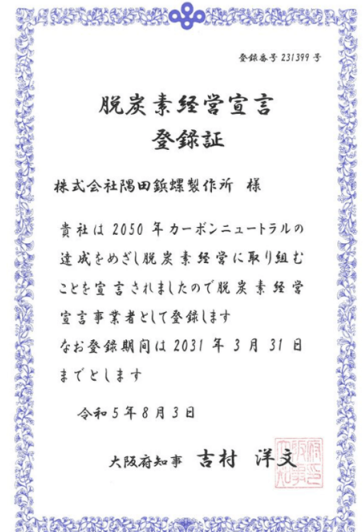 登録番号 231399 号
脱炭素経営宣言
登録証
株式会社隅田鋲螺製作所 様
貴社は 2050 年カーボンニュートラルの
達成をめざし脱炭素経営に取り組む
ことを宣言されましたので脱炭素経営
宣言事業者として登録します
なお登録期間は 2031 年 3 月 31 日
までとします
令和5年8月3日
大阪府知事 吉村 洋文